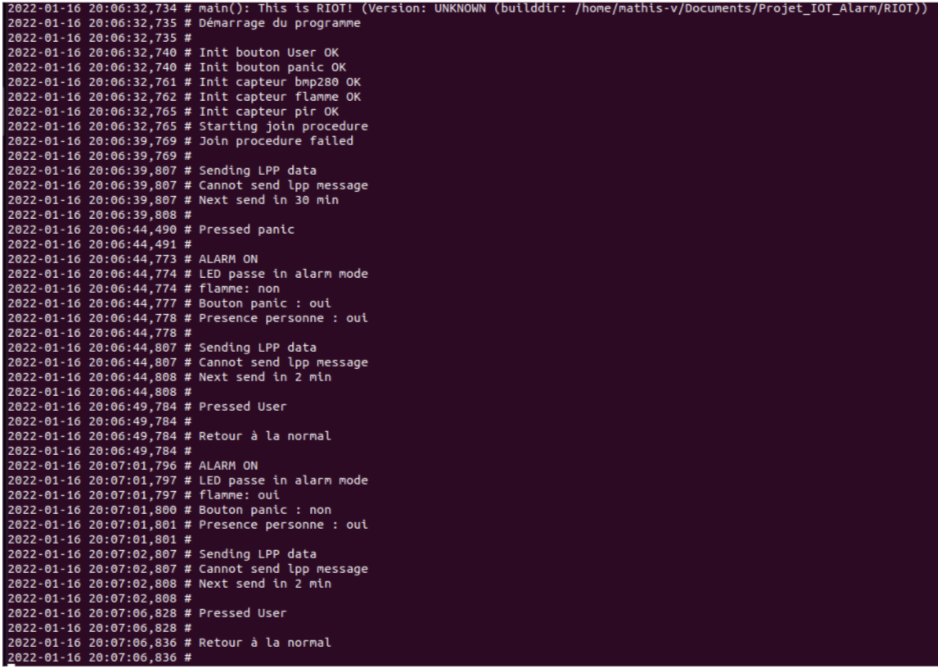 2022-01-16 20:06:32,734 # main(): This is RIOT! (Version: UNKNOWN (builddir: /home/mathis-v/Documents/Projet_IOT_Alarm/RIOT))
2022-01-16 20:06:32,735 # Démarrage du programme
2022-01-16 20:06:32,735 #
2022-01-16 20:06:32,740 # Init bouton User OK
2022-01-16 20:06:32,740 # Init bouton panic OK
2022-01-16 20:06:32,761 # Init capteur bmp280 OK
2022-01-16 20:06:32,762 # Init capteur flamme OK
2022-01-16 20:06:32,765 # Init capteur pir OK
2022-01-16 20:06:32,765 # Starting join procedure
2022-01-16 20:06:39,769 # Join procedure failed
2022-01-16 20:06:39,769 #
2022-01-16 20:06:39,807 # Sending LPP data
2022-01-16 20:06:39,807 # Cannot send lpp message
2022-01-16 20:06:39,807 # Next send in 30 min
2022-01-16 20:06:39,808 #
2022-01-16 20:06:44,490 # Pressed panic
2022-01-16 20:06:44,491 #
2022-01-16 20:06:44,773 # ALARM ON
2022-01-16 20:06:44,774 # LED passe in alarm mode
2022-01-16 20:06:44,774 # flamme: non
2022-01-16 20:06:44,777 # Bouton panic : oui
2022-01-16 20:06:44,778 # Presence personne : oui
2022-01-16 20:06:44,778 #
2022-01-16 20:06:44,807 # Sending LPP data
2022-01-16 20:06:44,807 # Cannot send lpp message
2022-01-16 20:06:44,808 # Next send in 2 min
2022-01-16 20:06:44,808 #
2022-01-16 20:06:49,784 # Pressed User
2022-01-16 20:06:49,784 #
2022-01-16 20:06:49,784 # Retour à la normal
2022-01-16 20:06:49,784 #
2022-01-16 20:07:01,796 # ALARM ON
2022-01-16 20:07:01,797 # LED passe in alarm mode
2022-01-16 20:07:01,797 # flamme: oui
2022-01-16 20:07:01,800 # Bouton panic : non
2022-01-16 20:07:01,801 # Presence personne : oui
2022-01-16 20:07:01,801 #
2022-01-16 20:07:02,807 # Sending LPP data
2022-01-16 20:07:02,807 # Cannot send lpp message
2022-01-16 20:07:02,808 # Next send in 2 min
2022-01-16 20:07:02,808 #
2022-01-16 20:07:06,828 # Pressed User
2022-01-16 20:07:06,828 #
2022-01-16 20:07:06,836 # Retour à la normal
2022-01-16 20:07:06,836 #